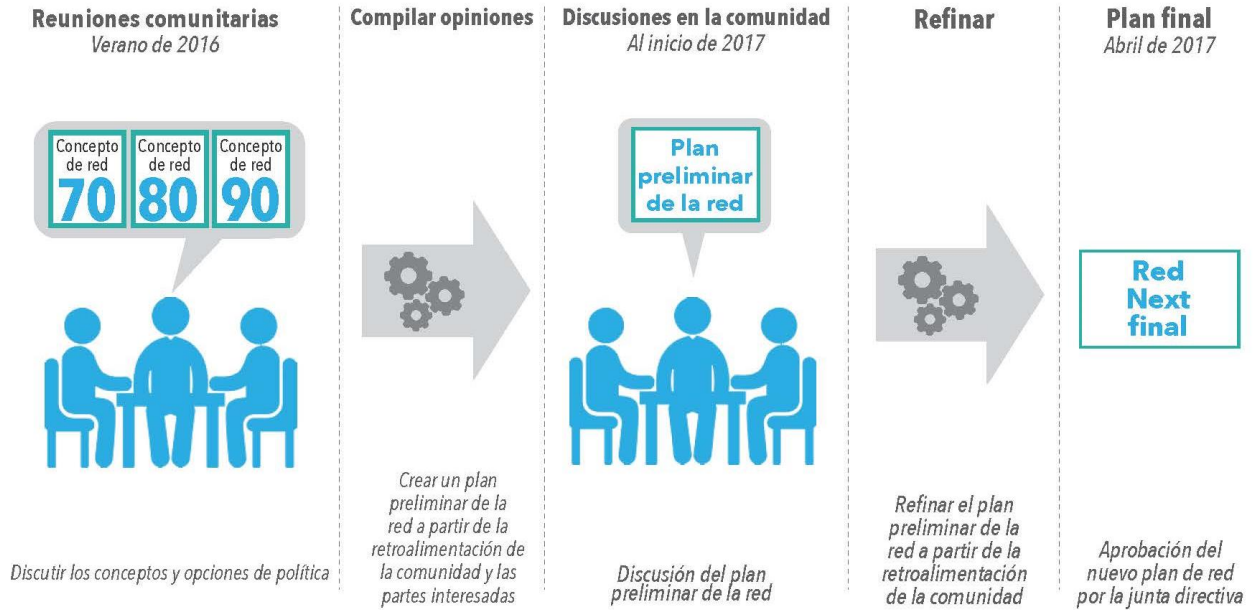 Reuniones comunitarias
Verano de 2016
Concepto
de red
70
Concepto
de red
80
Concepto
de red
90
Discutir los conceptos y opciones de política
Compilar opiniones
Crear un plan
preliminar de la
red a partir de la
retroalimentación de
la comunidad y las
partes interesadas
Discusiones en la comunidad
Al inicio de 2017
Plan
preliminar
de la red
Discusión del plan
preliminar de la red
Refinar
Refinar el plan
preliminar de la
red a partir de la
retroalimentación
de la comunidad
Plan final
Abril de 2017
Red
Next
final
Aprobación del
nuevo plan de red
por la junta directiva